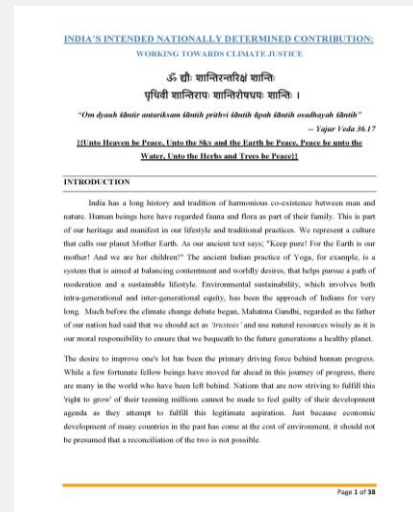 INDIA'S INTENDED NATIONALLY DETERMINED CONTRIBUTION:
WORKING TOWARDS CLIMATE JUSTICE
ॐ द्यौः शान्तिरन्तरिक्षं शान्तिः
पृथिवी शान्तिरापः शान्तिरोषधयः शान्तिः ।
"Om dyauh śāntir antariksam śāntih prithvi śāntih āpah śāntih osadhayah śāntih"
-- Yajur Veda 36.17
[[Unto Heaven be Peace, Unto the Sky and the Earth be Peace, Peace be unto the
Water, Unto the Herbs and Trees be Peace]]
INTRODUCTION
India has a long history and tradition of harmonious co-existence between man and
nature. Human beings here have regarded fauna and flora as part of their family. This is part
of our heritage and manifest in our lifestyle and traditional practices. We represent a culture
that calls our planet Mother Earth. As our ancient text says; "Keep pure! For the Earth is our
mother! And we are her children!" The ancient Indian practice of Yoga, for example, is a
system that is aimed at balancing contentment and worldly desires, that helps pursue a path of
moderation and a sustainable lifestyle. Environmental sustainability, which involves both
intra-generational and inter-generational equity, has been the approach of Indians for very
long. Much before the climate change debate began, Mahatma Gandhi, regarded as the father
of our nation had said that we should act as 'trustees' and use natural resources wisely as it is
our moral responsibility to ensure that we bequeath to the future generations a healthy planet.
The desire to improve one's lot has been the primary driving force behind human progress.
While a few fortunate fellow beings have moved far ahead in this journey of progress, there
are many in the world who have been left behind. Nations that are now striving to fulfill this
'right to grow' of their teeming millions cannot be made to feel guilty of their development
agenda as they attempt to fulfill this legitimate aspiration. Just because economic
development of many countries in the past has come at the cost of environment, it should not
be presumed that a reconciliation of the two is not possible.
Page 1 of 38